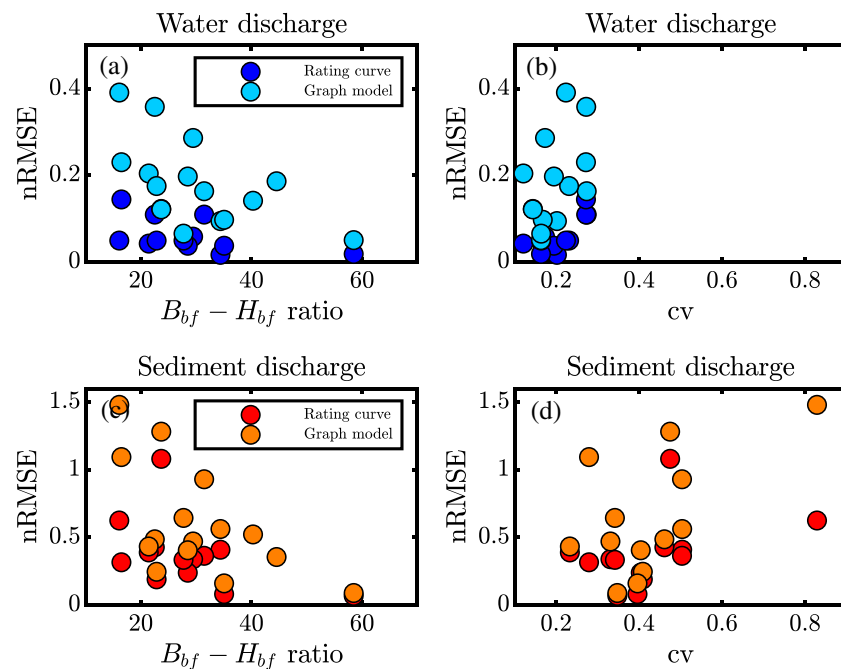 Water discharge
(a)
Rating curve
Graph model
nRMSE
0.4
0.2
0
20
40
60
B_bf − H_bf ratio
Water discharge
(b)
nRMSE
0.4
0.2
0
0.2
0.4
0.6
0.8
cv
Sediment discharge
(c)
Rating curve
Graph model
nRMSE
1.5
1
0.5
0
20
40
60
B_bf − H_bf ratio
Sediment discharge
(d)
nRMSE
1.5
1
0.5
0
0.2
0.4
0.6
0.8
cv